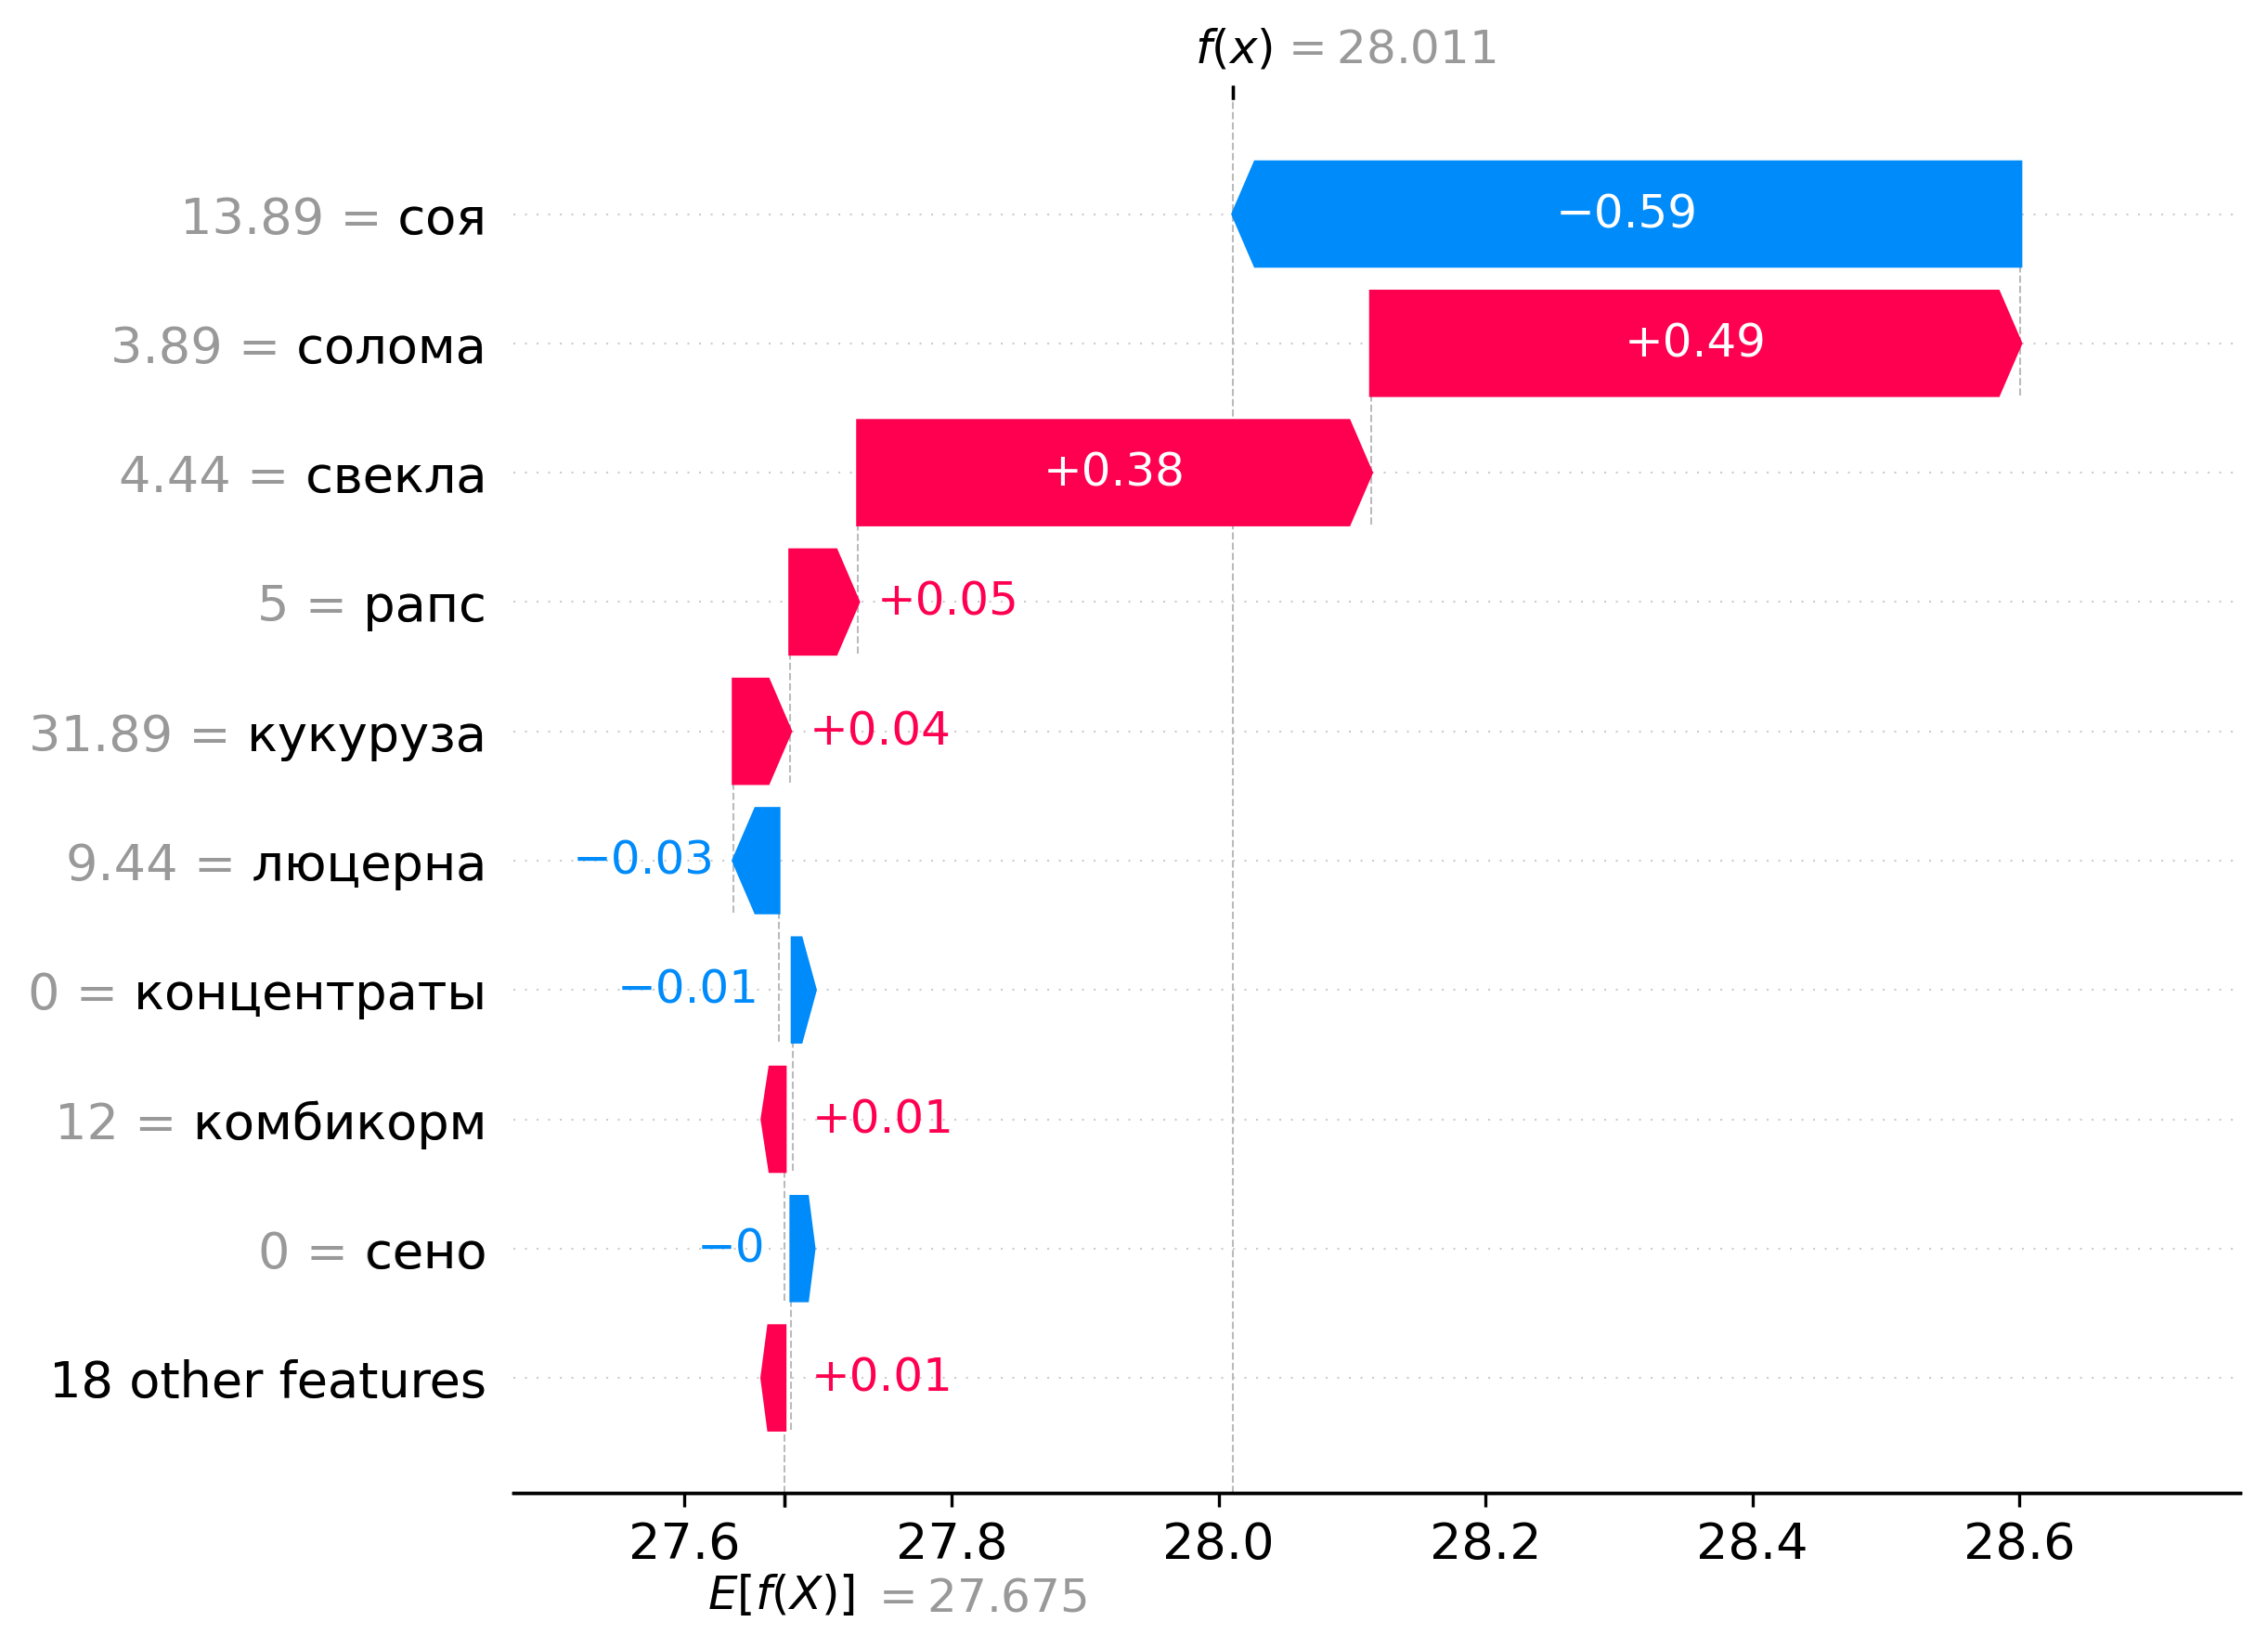 f(x) = 28.011
13.89 = соя
−0.59
3.89 = солома
+0.49
4.44 = свекла
+0.38
5 = рапс
+0.05
31.89 = кукуруза
+0.04
9.44 = люцерна
−0.03
0 = концентраты
−0.01
12 = комбикорм
+0.01
0 = сено
−0
18 other features
+0.01
27.6 27.8 28.0 28.2 28.4 28.6
E[f(X)] = 27.675